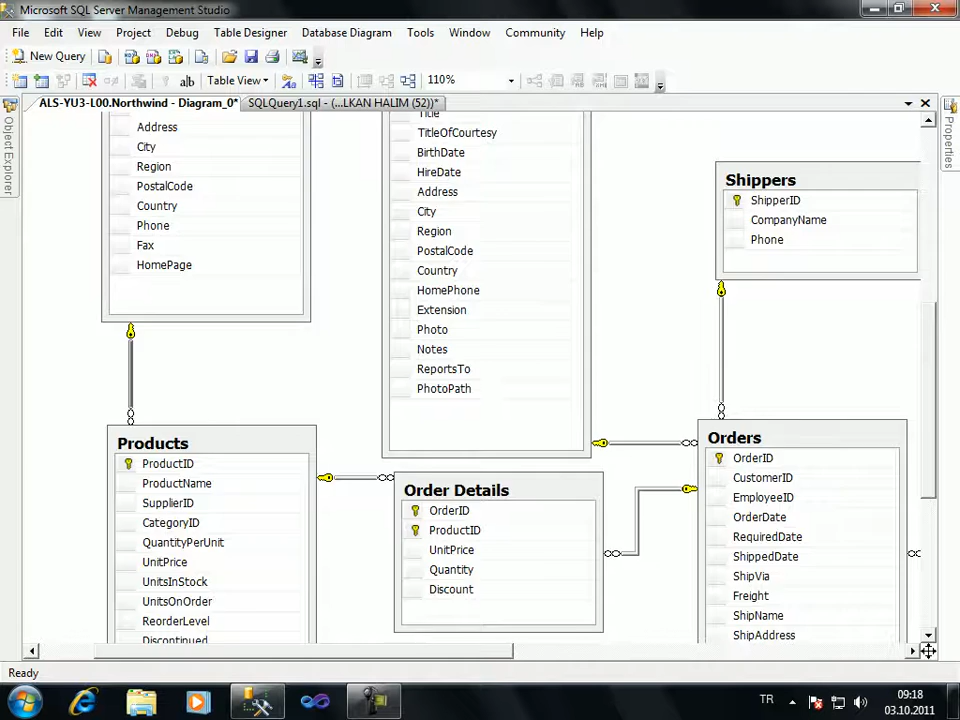 Microsoft SQL Server Management Studio
File Edit View Project Debug Table Designer Database Diagram Tools Window Community Help
New Query
Table View 110%
ALS-YU3-L00.Northwind - Diagram_0* SQLQuery1.sql - (...LKAN HALIM (52))*
Object Explorer
Properties
Address
City
Region
PostalCode
Country
Phone
Fax
HomePage
Title
TitleOfCourtesy
BirthDate
HireDate
Address
City
Region
PostalCode
Country
HomePhone
Extension
Photo
Notes
ReportsTo
PhotoPath
Shippers
ShipperID
CompanyName
Phone
Products
ProductID
ProductName
SupplierID
CategoryID
QuantityPerUnit
UnitPrice
UnitsInStock
UnitsOnOrder
ReorderLevel
Discontinued
Order Details
OrderID
ProductID
UnitPrice
Quantity
Discount
Orders
OrderID
CustomerID
EmployeeID
OrderDate
RequiredDate
ShippedDate
ShipVia
Freight
ShipName
ShipAddress
Ready
TR
09:18
03.10.2011